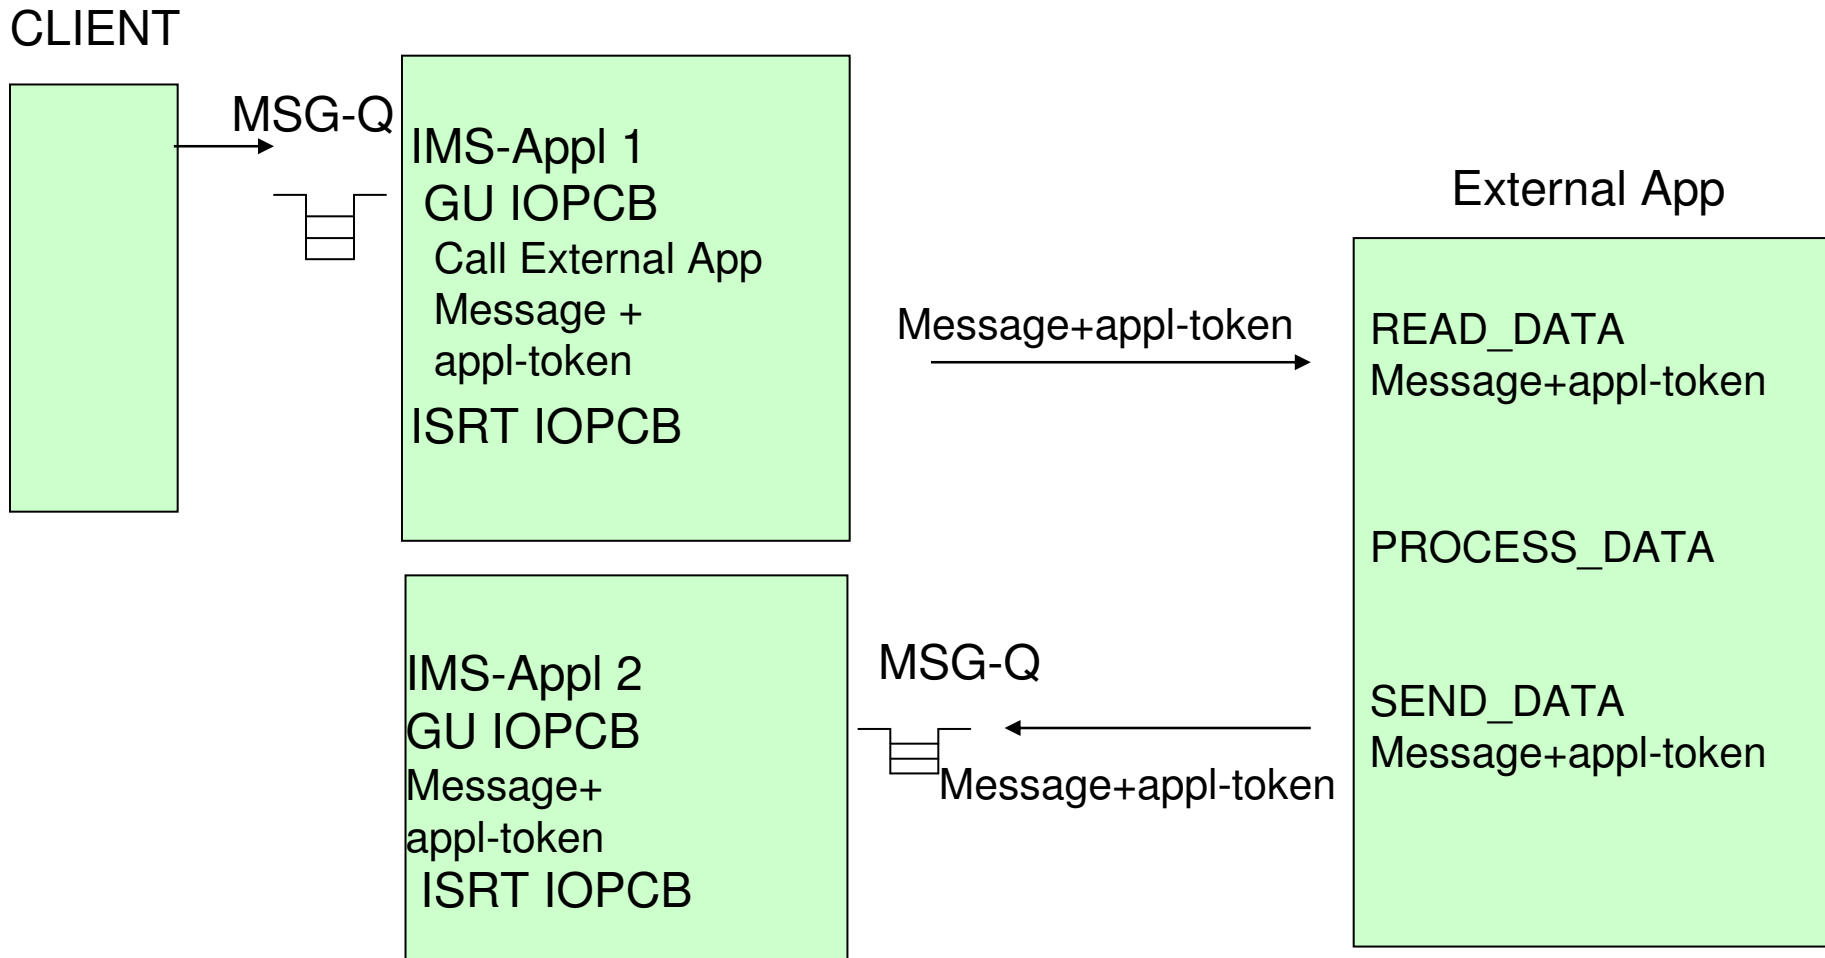 CLIENT
MSG-Q
IMS-Appl 1
GU IOPCB
Call External App
Message +
appl-token
ISRT IOPCB
Message+appl-token
External App
READ_DATA
Message+appl-token
PROCESS_DATA
SEND_DATA
Message+appl-token
MSG-Q
Message+appl-token
IMS-Appl 2
GU IOPCB
Message+
appl-token
ISRT IOPCB